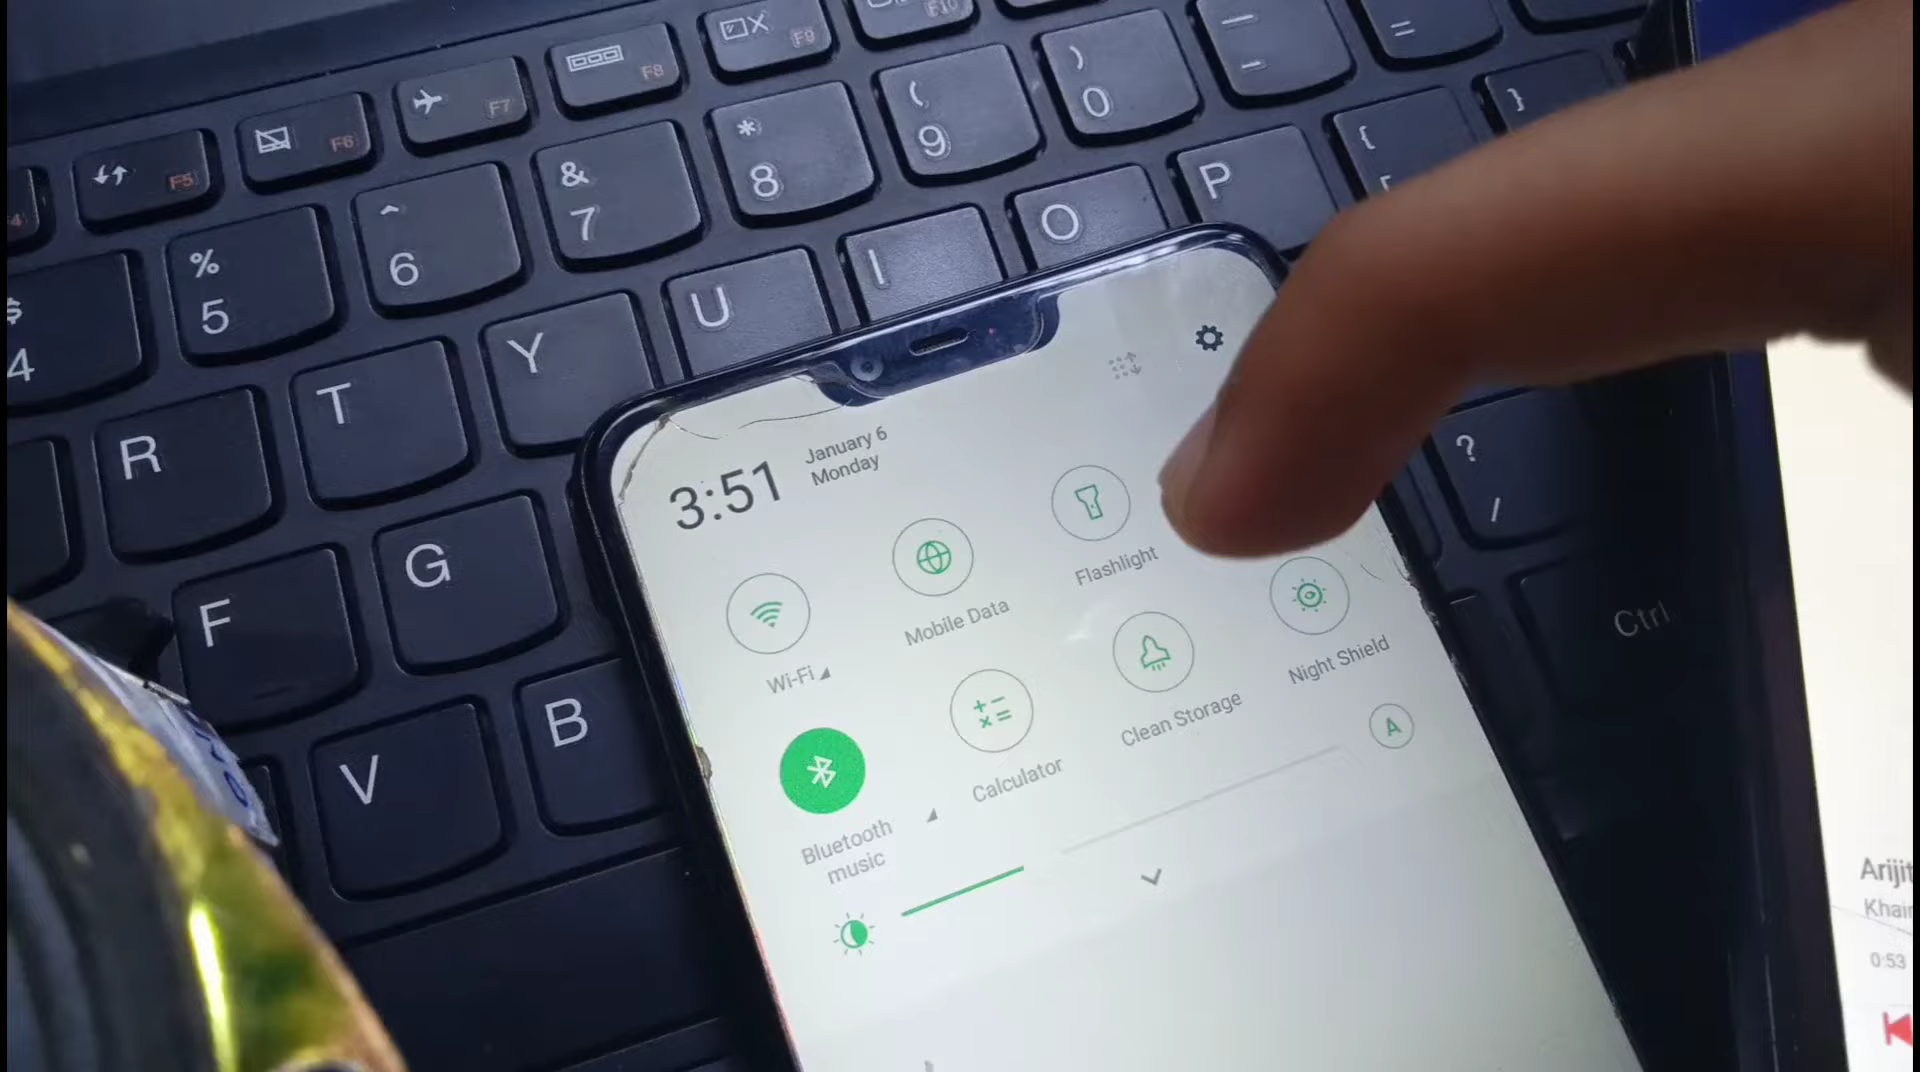 F10
F9
F8
F7
F6
F5
=
-
)
0
(
9
*
8
&
7
^
6
%
5
$
4
{
}
P
O
I
U
Y
T
R
?
/
G
F
B
V
Ctrl
3:51
January 6
Monday
Flashlight
Mobile Data
Wi-Fi
Night Shield
Clean Storage
Calculator
Bluetooth
music
A
Arijit
0:53